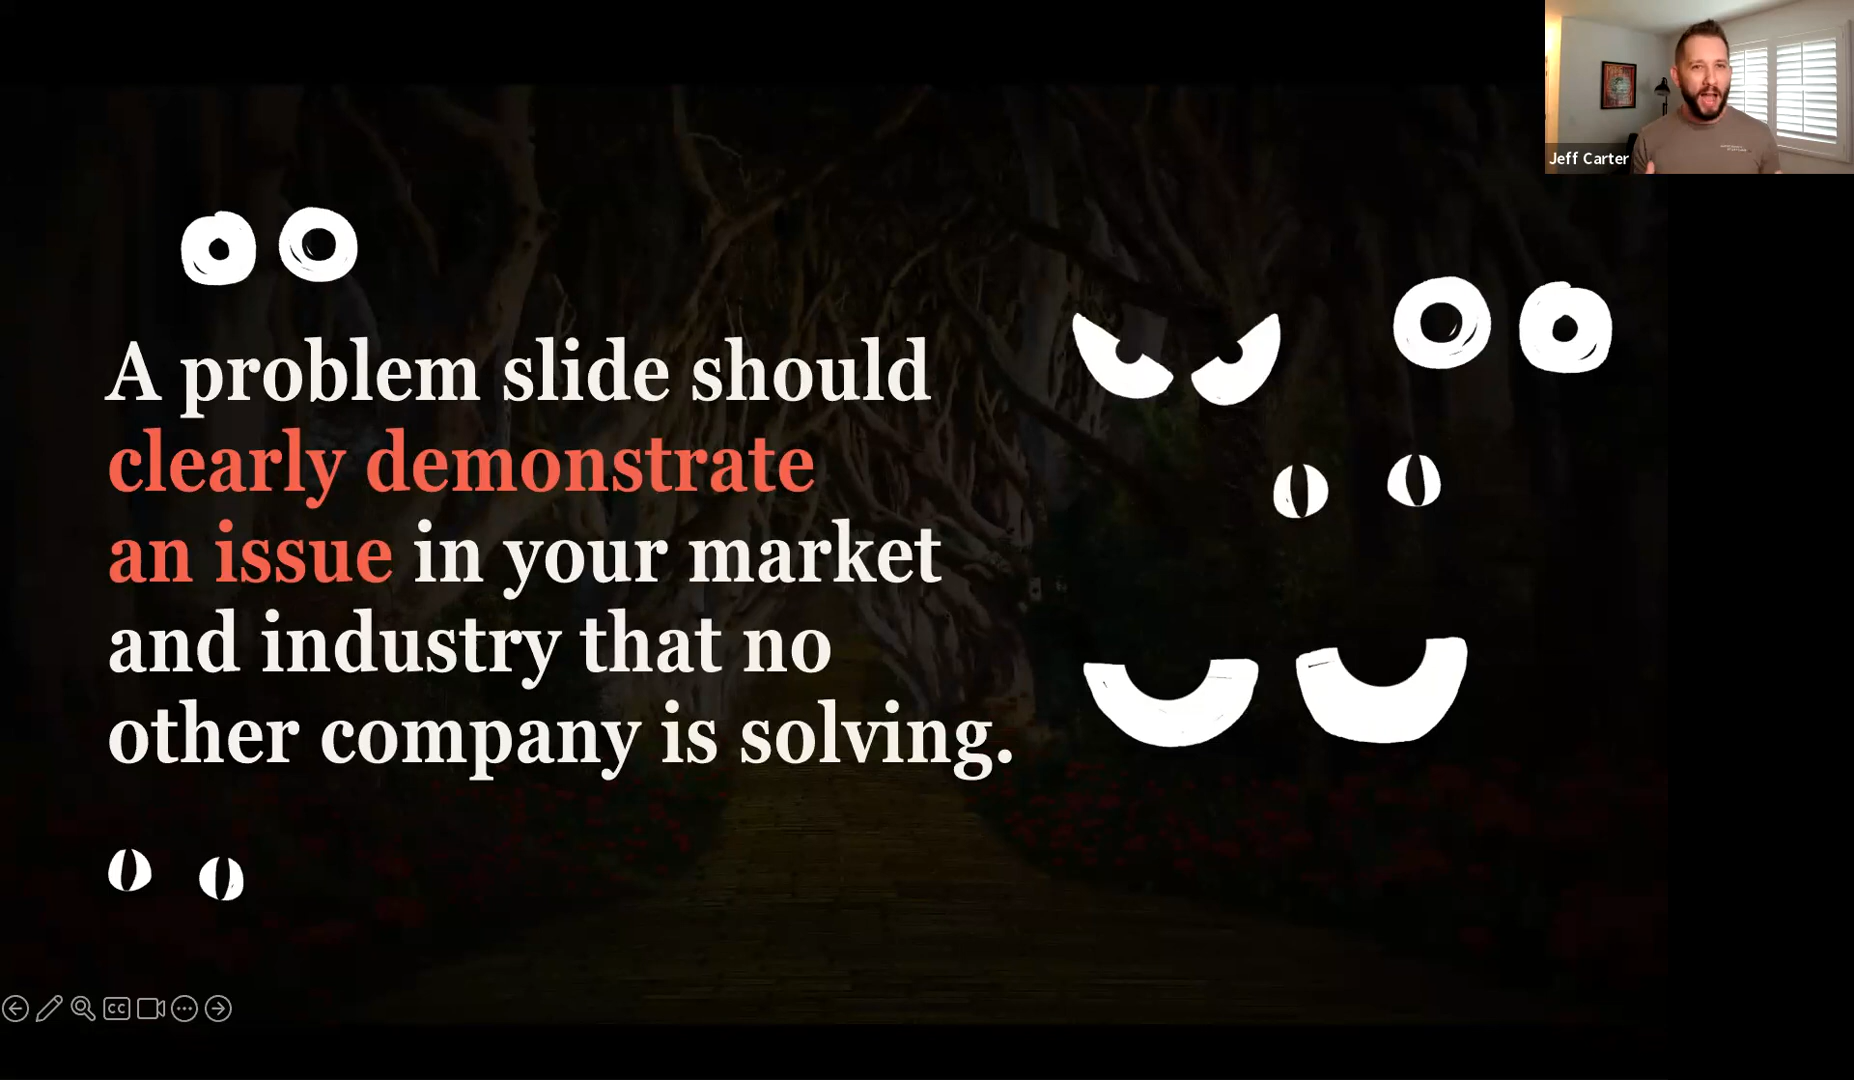 Jeff Carter
A problem slide should
clearly demonstrate
an issue in your market
and industry that no
other company is solving.
CC